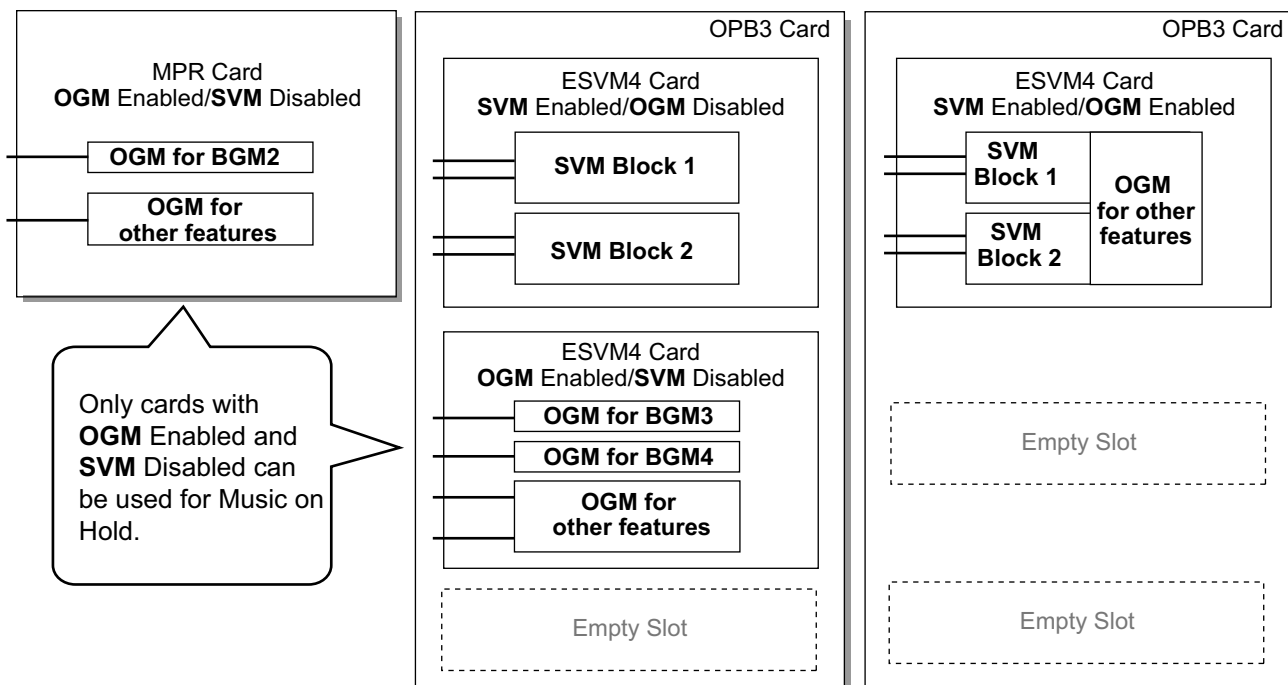 MPR Card
OGM Enabled/SVM Disabled
OGM for BGM2
OGM for
other features
Only cards with
OGM Enabled and
SVM Disabled can
be used for Music on
Hold.
OPB3 Card
ESVM4 Card
SVM Enabled/OGM Disabled
SVM Block 1
SVM Block 2
ESVM4 Card
OGM Enabled/SVM Disabled
OGM for BGM3
OGM for BGM4
OGM for
other features
Empty Slot
OPB3 Card
ESVM4 Card
SVM Enabled/OGM Enabled
SVM
Block 1
SVM
Block 2
OGM
for other
features
Empty Slot
Empty Slot